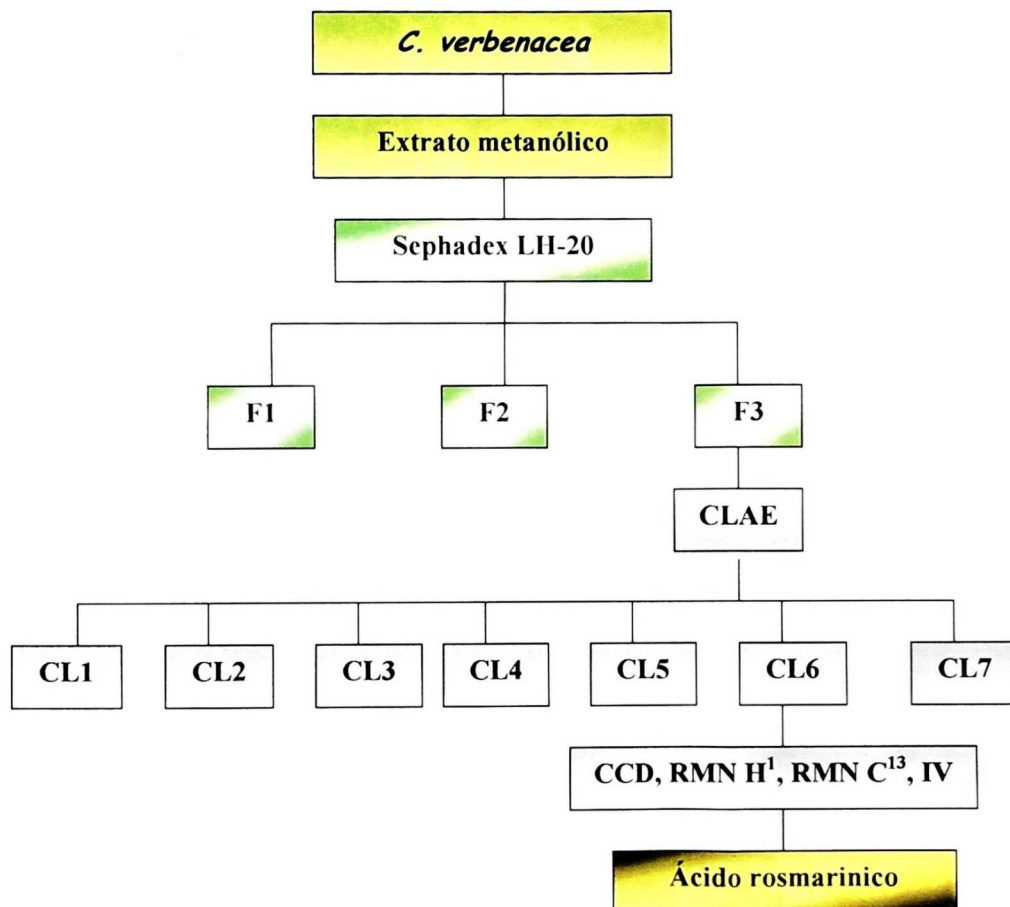 C. verbenacea
Extrato metanólico
Sephadex LH-20
F1
F2
F3
CLAE
CL1
CL2
CL3
CL4
CL5
CL6
CL7
CCD, RMN H¹, RMN C¹³, IV
Ácido rosmarinico